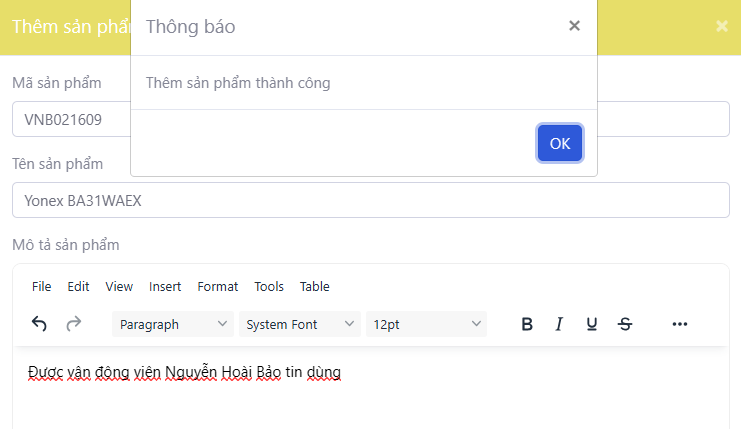 Thêm sản phẩ
Thông báo
Thêm sản phẩm thành công
OK
Mã sản phẩm
VNB021609
Tên sản phẩm
Yonex BA31WAEX
Mô tả sản phẩm
File Edit View Insert Format Tools Table
Paragraph System Font 12pt B I U S
Được vận động viên Nguyễn Hoài Bảo tin dùng